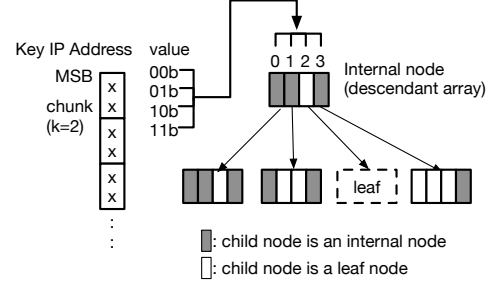 Key IP Address
value
MSB
x
x
chunk
(k=2)
x
x
x
x
00b
01b
10b
11b
0 1 2 3
Internal node
(descendant array)
leaf
: child node is an internal node
: child node is a leaf node